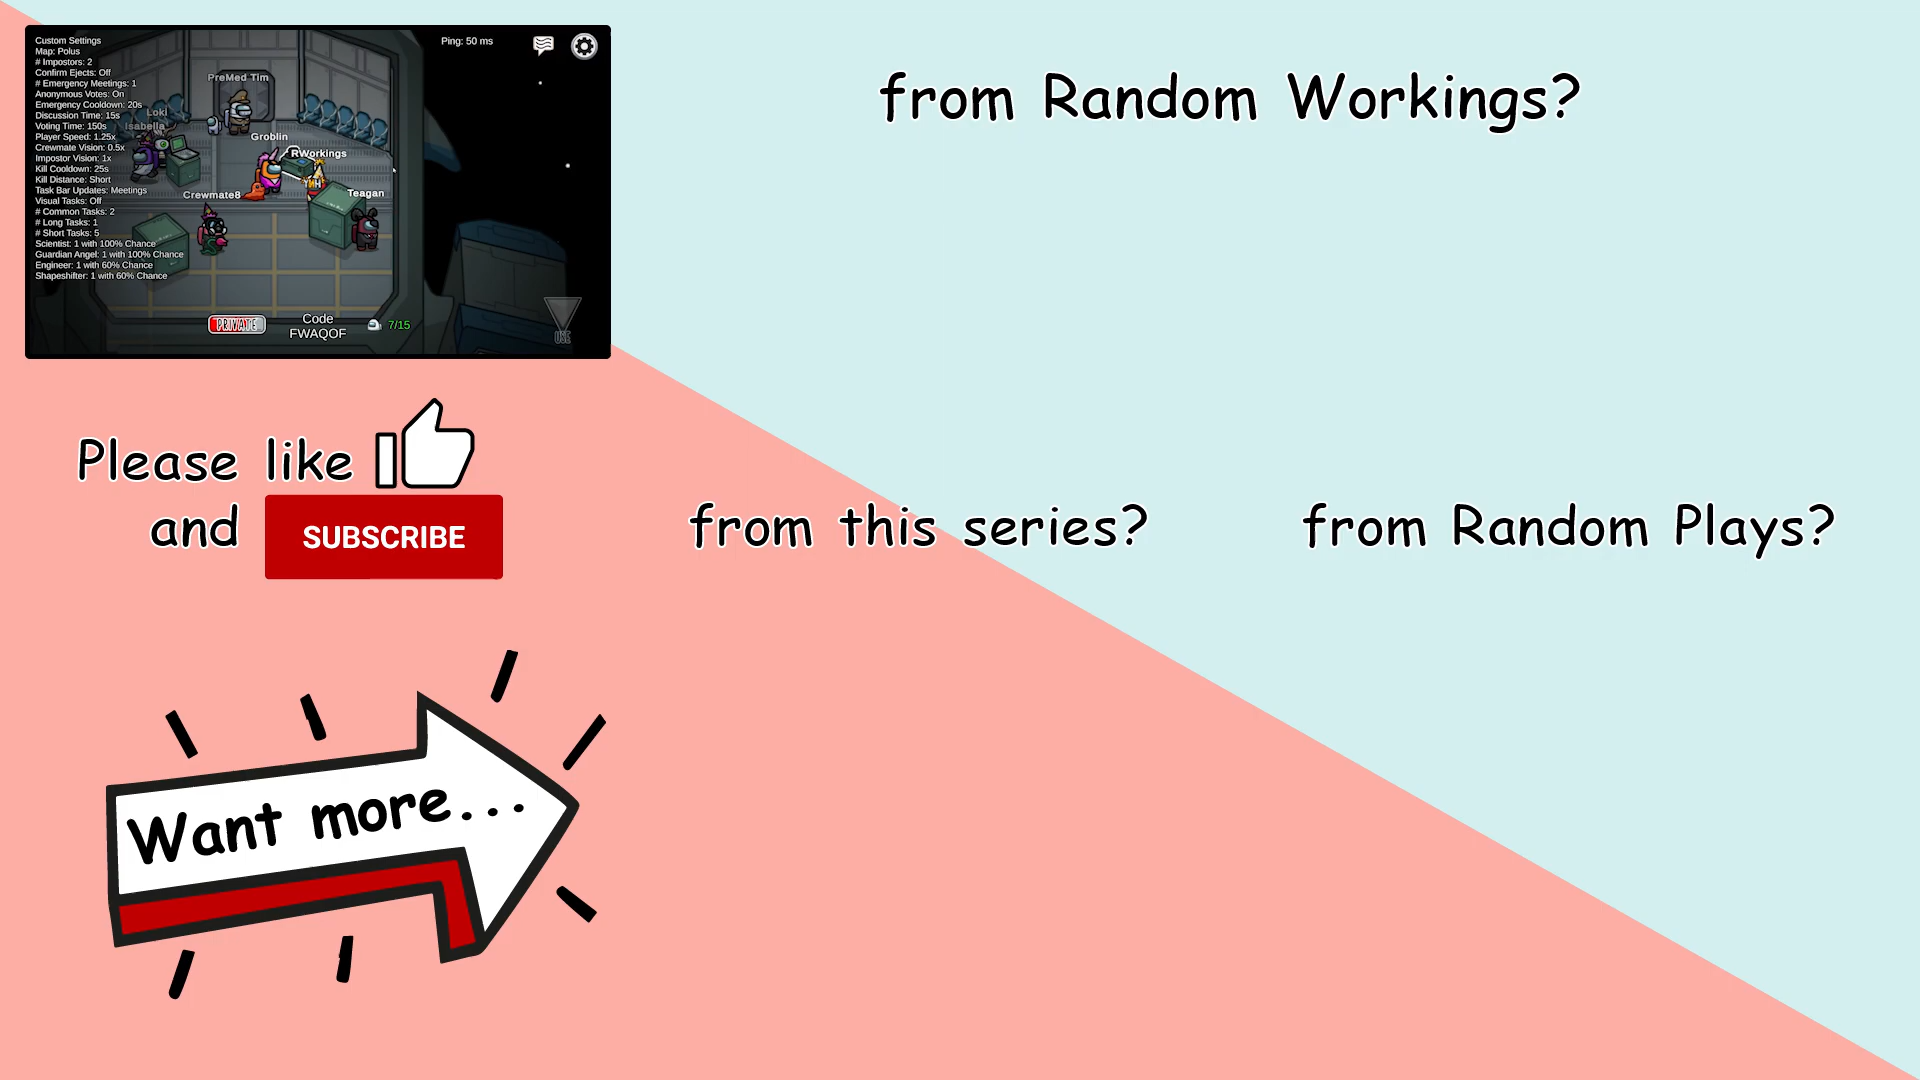 Custom Settings
Map: Polus
# Impostors: 2
Confirm Ejects: Off
# Emergency Meetings: 1
Anonymous Votes: On
Emergency Cooldown: 20s
Discussion Time: 15s
Voting Time: 150s
Player Speed: 1.25x
Crewmate Vision: 0.5x
Impostor Vision: 1x
Kill Cooldown: 25s
Kill Distance: Short
Task Bar Updates: Meetings
Visual Tasks: Off
# Common Tasks: 2
# Long Tasks: 1
# Short Tasks: 5
Scientist: 1 with 100% Chance
Guardian Angel: 1 with 100% Chance
Engineer: 1 with 60% Chance
Shapeshifter: 1 with 60% Chance
Ping: 50 ms
PreMed Tim
Loki
Isabella
Groblin
RWorkings
Crewmate8
Teagan
PRIVATE
Code
FWAQOF
7/15
USE
from Random Workings?
Please like
and SUBSCRIBE
from this series?
from Random Plays?
Want more...